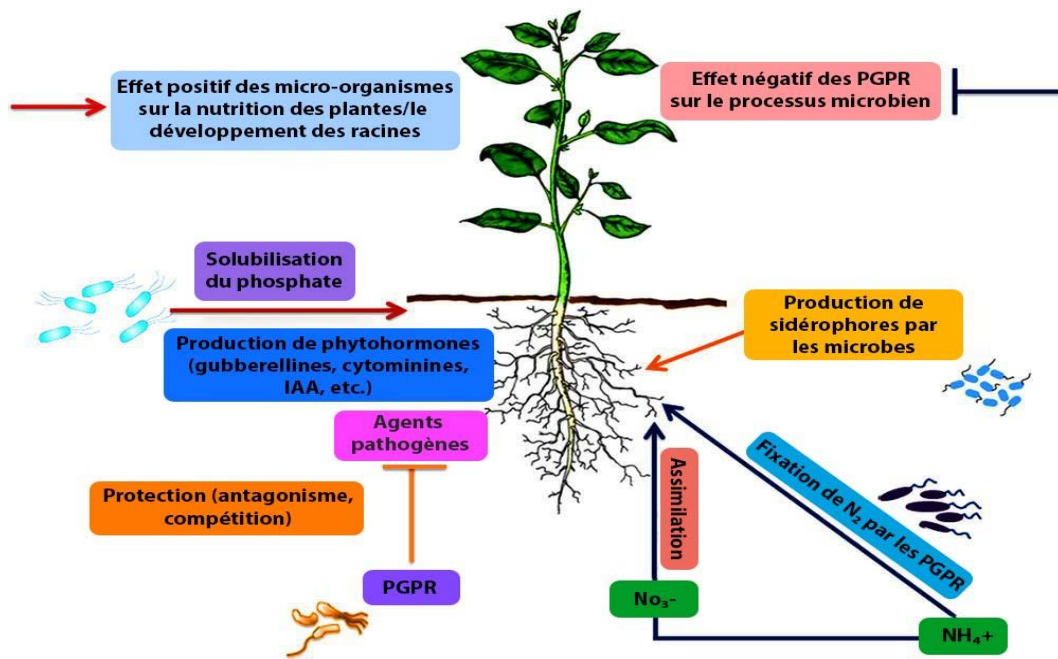 Effet positif des micro-organismes
sur la nutrition des plantes/le
développement des racines
Effet négatif des PGPR
sur le processus microbien
Solubilisation
du phosphate
Production de phytohormones
(gubberellines, cytominines,
IAA, etc.)
Production de
sidérophores par
les microbes
Agents
pathogènes
Protection (antagonisme,
compétition)
PGPR
Assimilation
Fixation de N₂ par les PGPR
No₃-
NH₄+